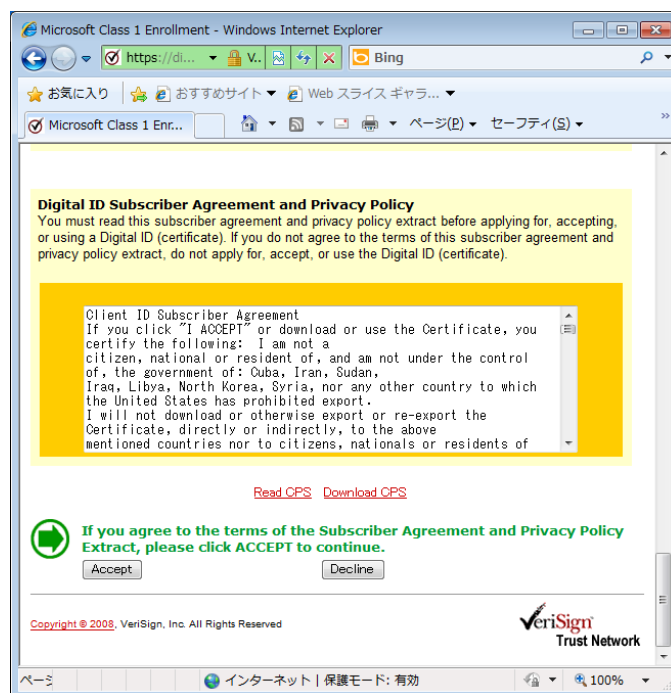 Microsoft Class 1 Enrollment - Windows Internet Explorer
https://di... V.. Bing
お気に入り おすすめサイト Web スライス ギャラ...
Microsoft Class 1 Enr... ページ(P) セーフティ(S) »
Digital ID Subscriber Agreement and Privacy Policy
You must read this subscriber agreement and privacy policy extract before applying for, accepting,
or using a Digital ID (certificate). If you do not agree to the terms of this subscriber agreement and
privacy policy extract, do not apply for, accept, or use the Digital ID (certificate).
Client ID Subscriber Agreement
If you click "I ACCEPT" or download or use the Certificate, you
certify the following: I am not a
citizen, national or resident of, and am not under the control
of, the government of: Cuba, Iran, Sudan,
Iraq, Libya, North Korea, Syria, nor any other country to which
the United States has prohibited export.
I will not download or otherwise export or re-export the
Certificate, directly or indirectly, to the above
mentioned countries nor to citizens, nationals or residents of
Read CPS Download CPS
If you agree to the terms of the Subscriber Agreement and Privacy Policy
Extract, please click ACCEPT to continue.
Accept Decline
Copyright © 2008, VeriSign, Inc. All Rights Reserved
VeriSign
Trust Network
インターネット | 保護モード: 有効 100%